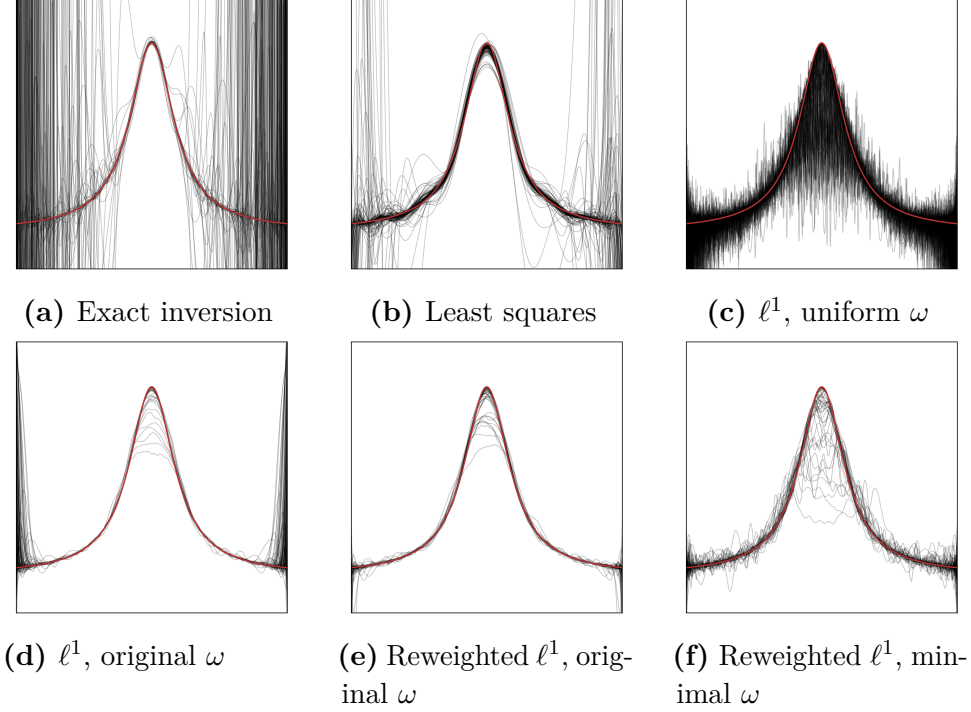 (a) Exact inversion
(b) Least squares
(c) ℓ¹, uniform ω
(d) ℓ¹, original ω
(e) Reweighted ℓ¹, orig-
inal ω
(f) Reweighted ℓ¹, min-
imal ω